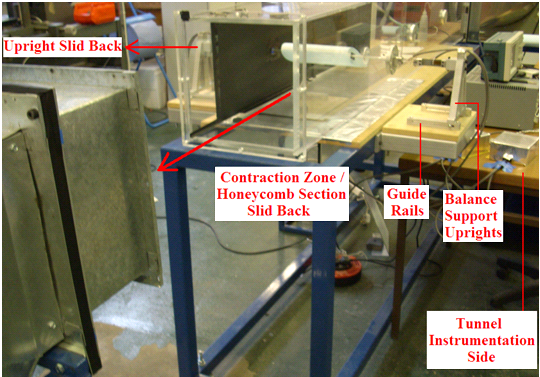 Upright Slid Back
Contraction Zone /
Honeycomb Section
Slid Back
Guide
Rails
Balance
Support
Uprights
Tunnel
Instrumentation
Side